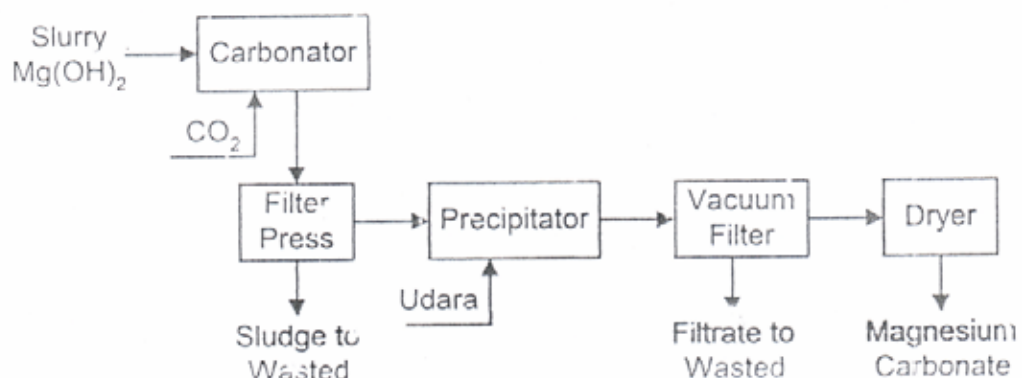 Slurry
Mg(OH)₂
Carbonator
CO₂
Filter
Press
Precipitator
Vacuum
Filter
Dryer
Udara
Sludge to
Wasted
Filtrate to
Wasted
Magnesium
Carbonate